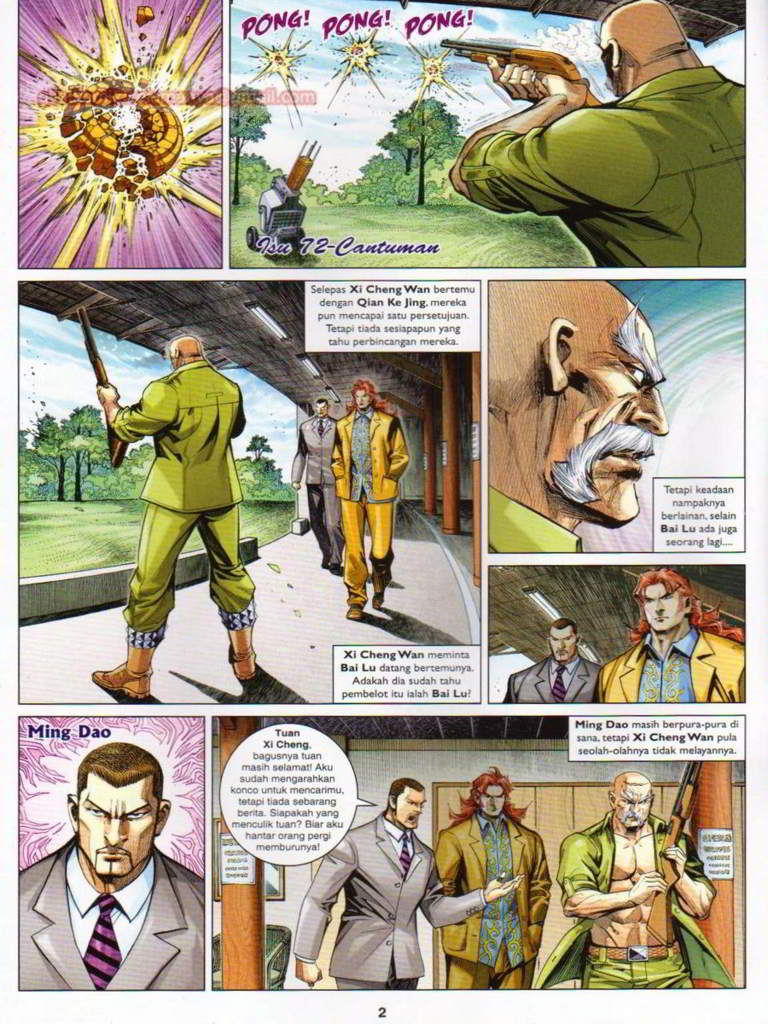 PONG! PONG! PONG!
Isu 72-Cantuman
Selepas Xi Cheng Wan bertemu
dengan Qian Ke Jing, mereka
pun mencapai satu persetujuan.
Tetapi tiada sesiapapun yang
tahu perbincangan mereka.
Tetapi keadaan
nampaknya
berlainan, selain
Bai Lu ada juga
seorang lagi....
Xi Cheng Wan meminta
Bai Lu datang bertemunya.
Adakah dia sudah tahu
pembelot itu ialah Bai Lu?
Ming Dao
Tuan
Xi Cheng,
bagusnya tuan
masih selamat! Aku
sudah mengarahkan
konco untuk mencarimu,
tetapi tiada sebarang
berita. Siapakah yang
menculik tuan? Biar aku
hantar orang pergi
memburunya!
Ming Dao masih berpura-pura di
sana, tetapi Xi Cheng Wan pula
seolah-olahnya tidak melayannya.
2